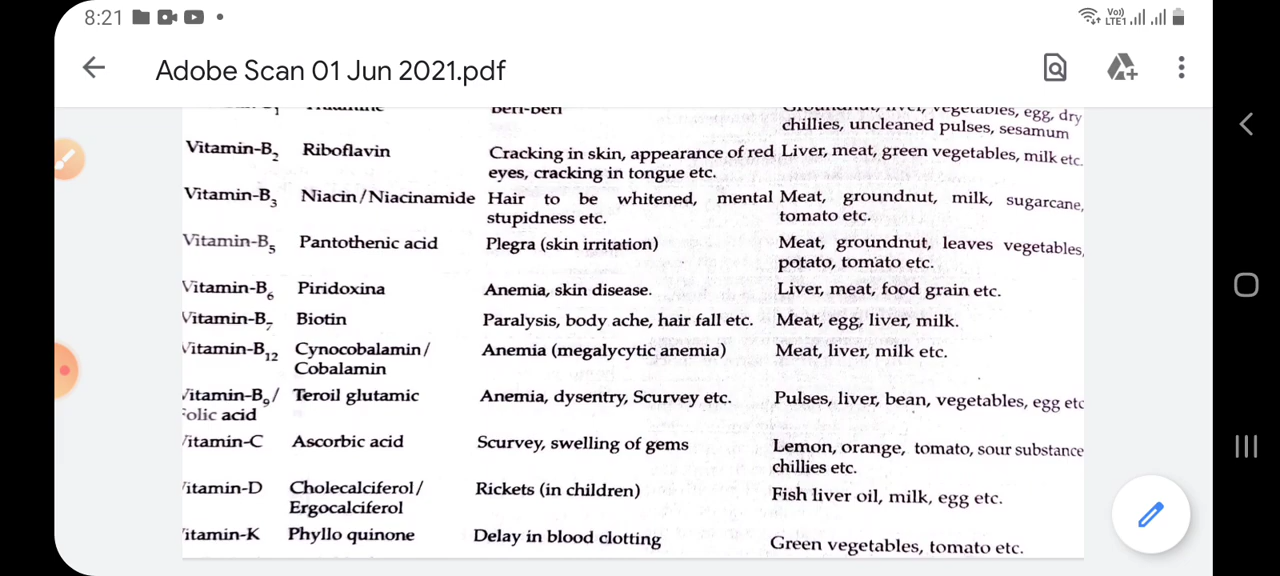 8:21
Vo)) LTE1
Adobe Scan 01 Jun 2021.pdf
Beri-Beri Groundnut, liver, vegetables, egg, dry
chillies, uncleaned pulses, sesamum
Vitamin-B2 Riboflavin Cracking in skin, appearance of red Liver, meat, green vegetables, milk etc.
eyes, cracking in tongue etc.
Vitamin-B3 Niacin/Niacinamide Hair to be whitened, mental Meat, groundnut, milk, sugarcane,
stupidness etc. tomato etc.
Vitamin-B5 Pantothenic acid Plegra (skin irritation) Meat, groundnut, leaves vegetables,
potato, tomato etc.
Vitamin-B6 Piridoxina Anemia, skin disease. Liver, meat, food grain etc.
Vitamin-B7 Biotin Paralysis, body ache, hair fall etc. Meat, egg, liver, milk.
Vitamin-B12 Cynocobalamin/ Anemia (megalycytic anemia) Meat, liver, milk etc.
Cobalamin
Vitamin-B9/ Teroil glutamic Anemia, dysentry, Scurvey etc. Pulses, liver, bean, vegetables, egg etc
Folic acid
Vitamin-C Ascorbic acid Scurvey, swelling of gems Lemon, orange, tomato, sour substance
chillies etc.
itamin-D Cholecalciferol/ Rickets (in children) Fish liver oil, milk, egg etc.
Ergocalciferol
itamin-K Phyllo quinone Delay in blood clotting Green vegetables, tomato etc.